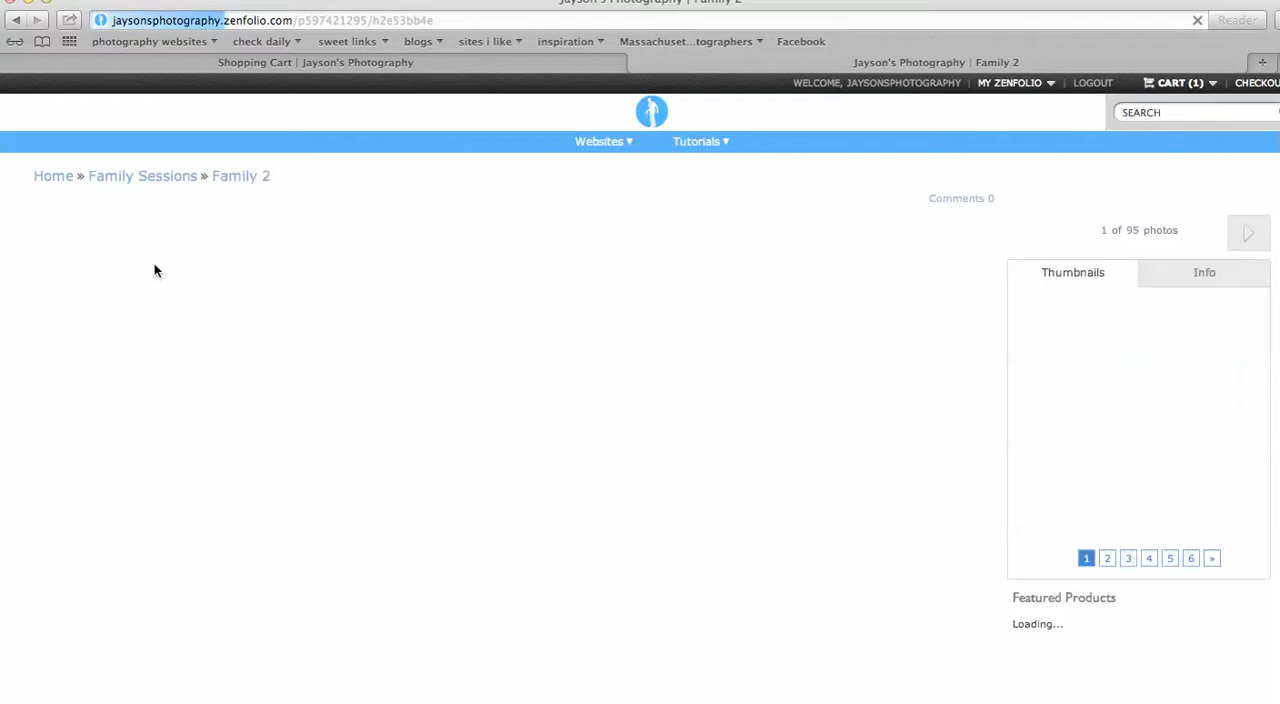 Jayson's Photography | Family 2
jaysonsphotography.zenfolio.com/p597421295/h2e53bb4e
Reader
photography websites ▾ check daily ▾ sweet links ▾ blogs ▾ sites i like ▾ inspiration ▾ Massachuset...tographers ▾ Facebook
Shopping Cart | Jayson's Photography
Jayson's Photography | Family 2
WELCOME, JAYSONSPHOTOGRAPHY | MY ZENFOLIO ▾ | LOGOUT CART (1) ▾ | CHECKOU
SEARCH
Websites ▾ Tutorials ▾
Home » Family Sessions » Family 2
Comments 0
1 of 95 photos
Thumbnails Info
1 2 3 4 5 6 »
Featured Products
Loading...